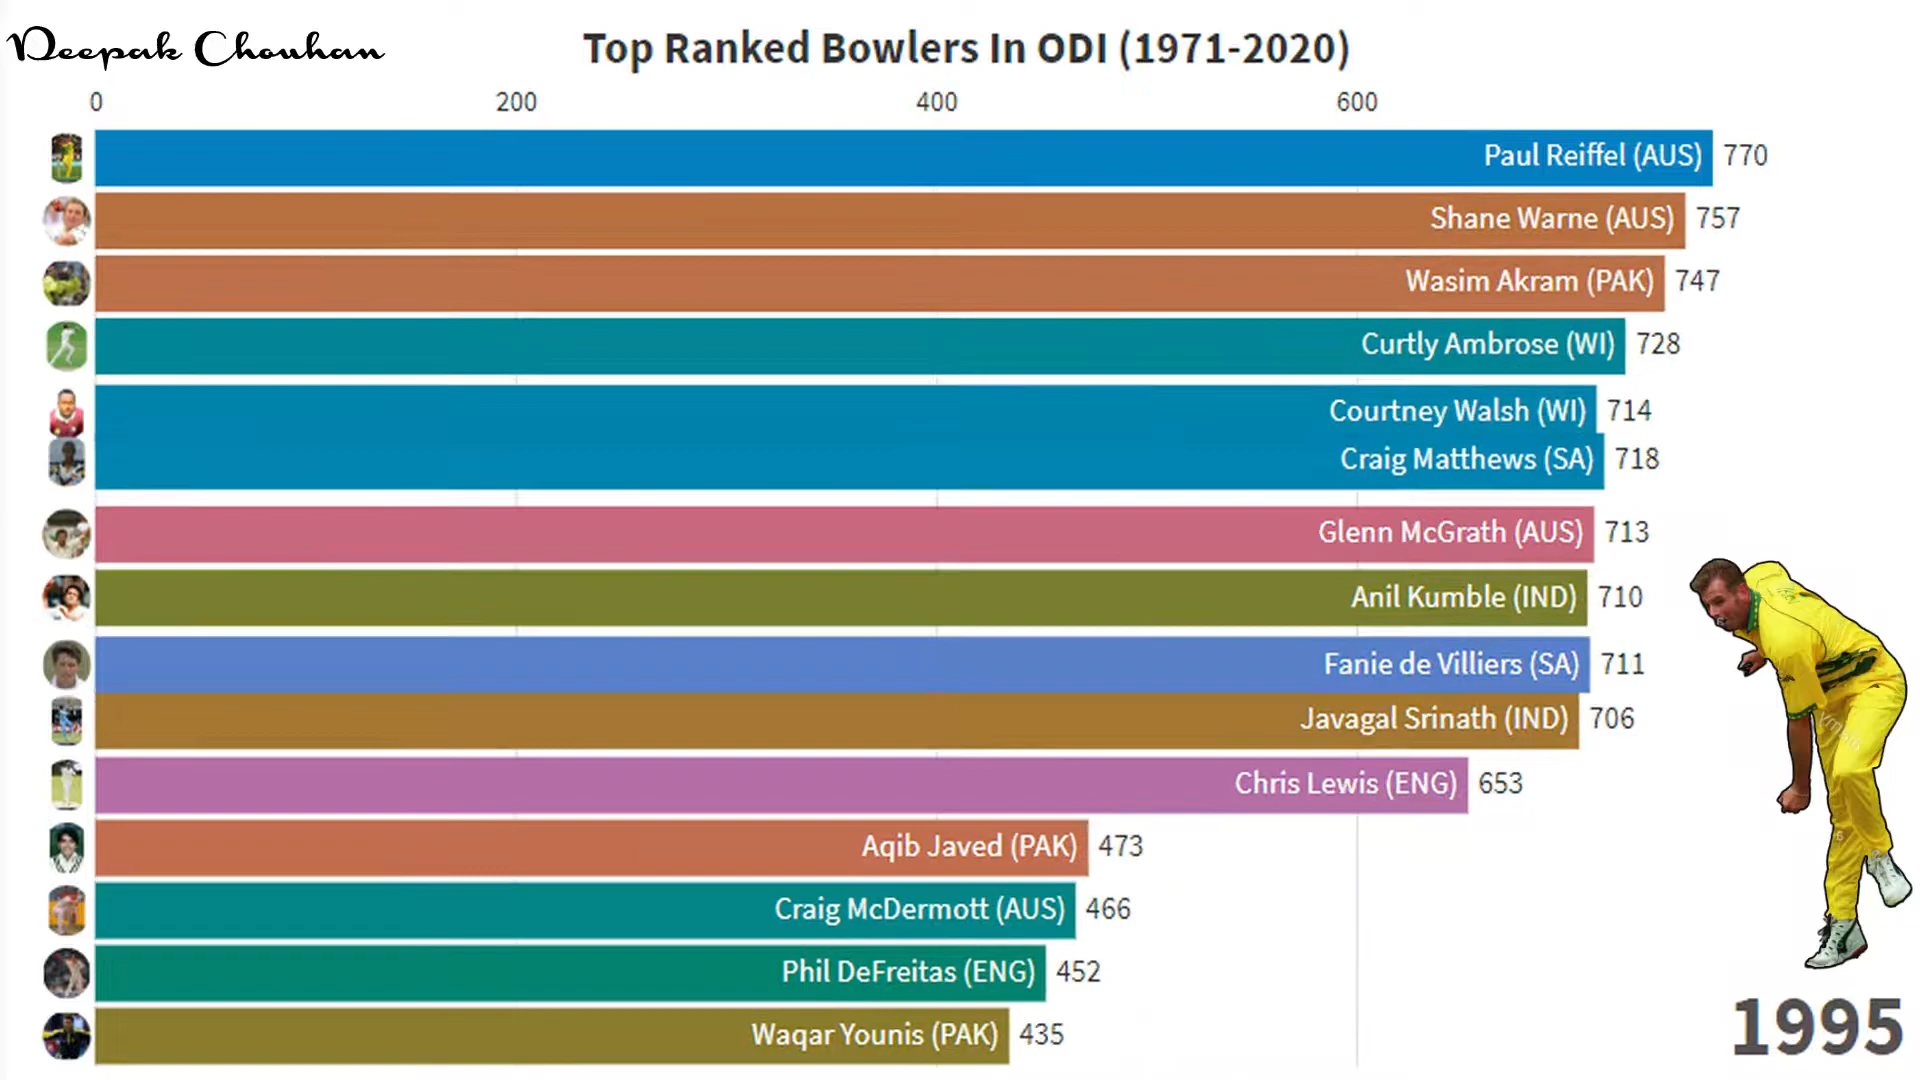 Deepak Chouhan
Top Ranked Bowlers In ODI (1971-2020)
0 200 400 600
Paul Reiffel (AUS) 770
Shane Warne (AUS) 757
Wasim Akram (PAK) 747
Curtly Ambrose (WI) 728
Courtney Walsh (WI) 714
Craig Matthews (SA) 718
Glenn McGrath (AUS) 713
Anil Kumble (IND) 710
Fanie de Villiers (SA) 711
Javagal Srinath (IND) 706
Chris Lewis (ENG) 653
Aqib Javed (PAK) 473
Craig McDermott (AUS) 466
Phil DeFreitas (ENG) 452
Waqar Younis (PAK) 435
1995